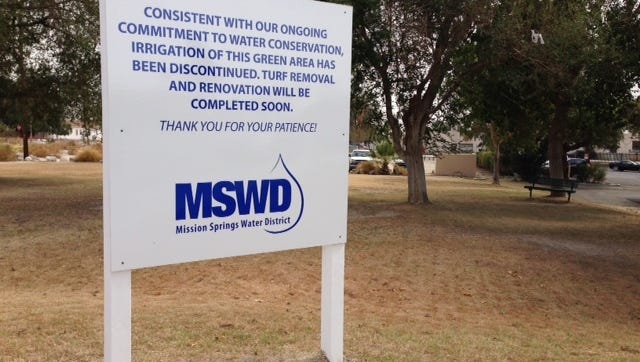 CONSISTENT WITH OUR ONGOING
COMMITMENT TO WATER CONSERVATION,
IRRIGATION OF THIS GREEN AREA HAS
BEEN DISCONTINUED. TURF REMOVAL
AND RENOVATION WILL BE
COMPLETED SOON.
THANK YOU FOR YOUR PATIENCE!
MSWD
Mission Springs Water District